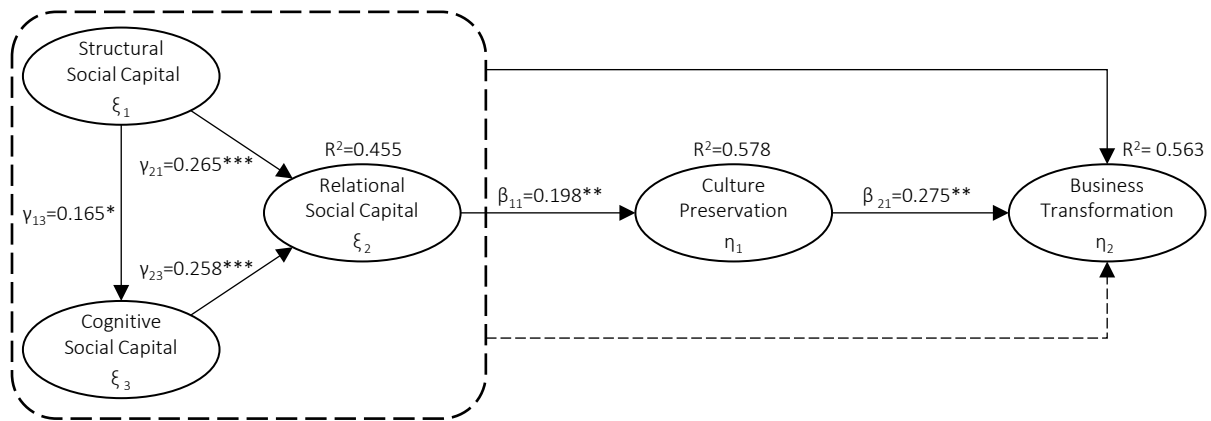 Structural
Social Capital
ξ₁
γ₂₁=0.265***
R²=0.455
Relational
Social Capital
ξ₂
γ₁₃=0.165*
γ₂₃=0.258***
Cognitive
Social Capital
ξ₃
β₁₁=0.198**
R²=0.578
Culture
Preservation
η₁
β₂₁=0.275**
R²= 0.563
Business
Transformation
η₂